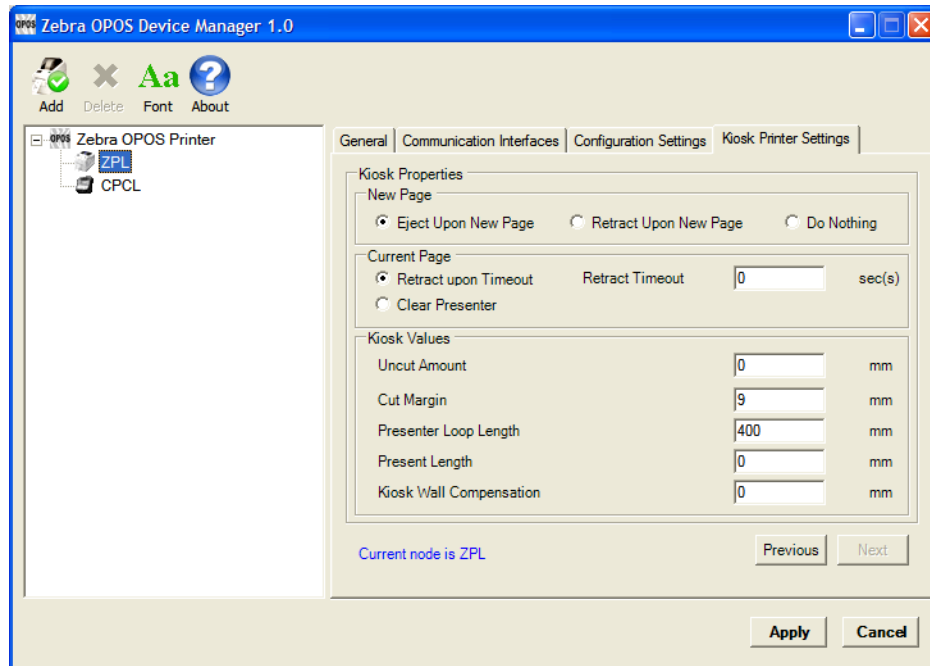 OPOS Zebra OPOS Device Manager 1.0
Add Delete Aa Font ? About
OPOS Zebra OPOS Printer
ZPL
CPCL
General Communication Interfaces Configuration Settings Kiosk Printer Settings
Kiosk Properties
New Page
Eject Upon New Page Retract Upon New Page Do Nothing
Current Page
Retract upon Timeout Retract Timeout 0 sec(s)
Clear Presenter
Kiosk Values
Uncut Amount 0 mm
Cut Margin 9 mm
Presenter Loop Length 400 mm
Present Length 0 mm
Kiosk Wall Compensation 0 mm
Current node is ZPL Previous Next
Apply Cancel